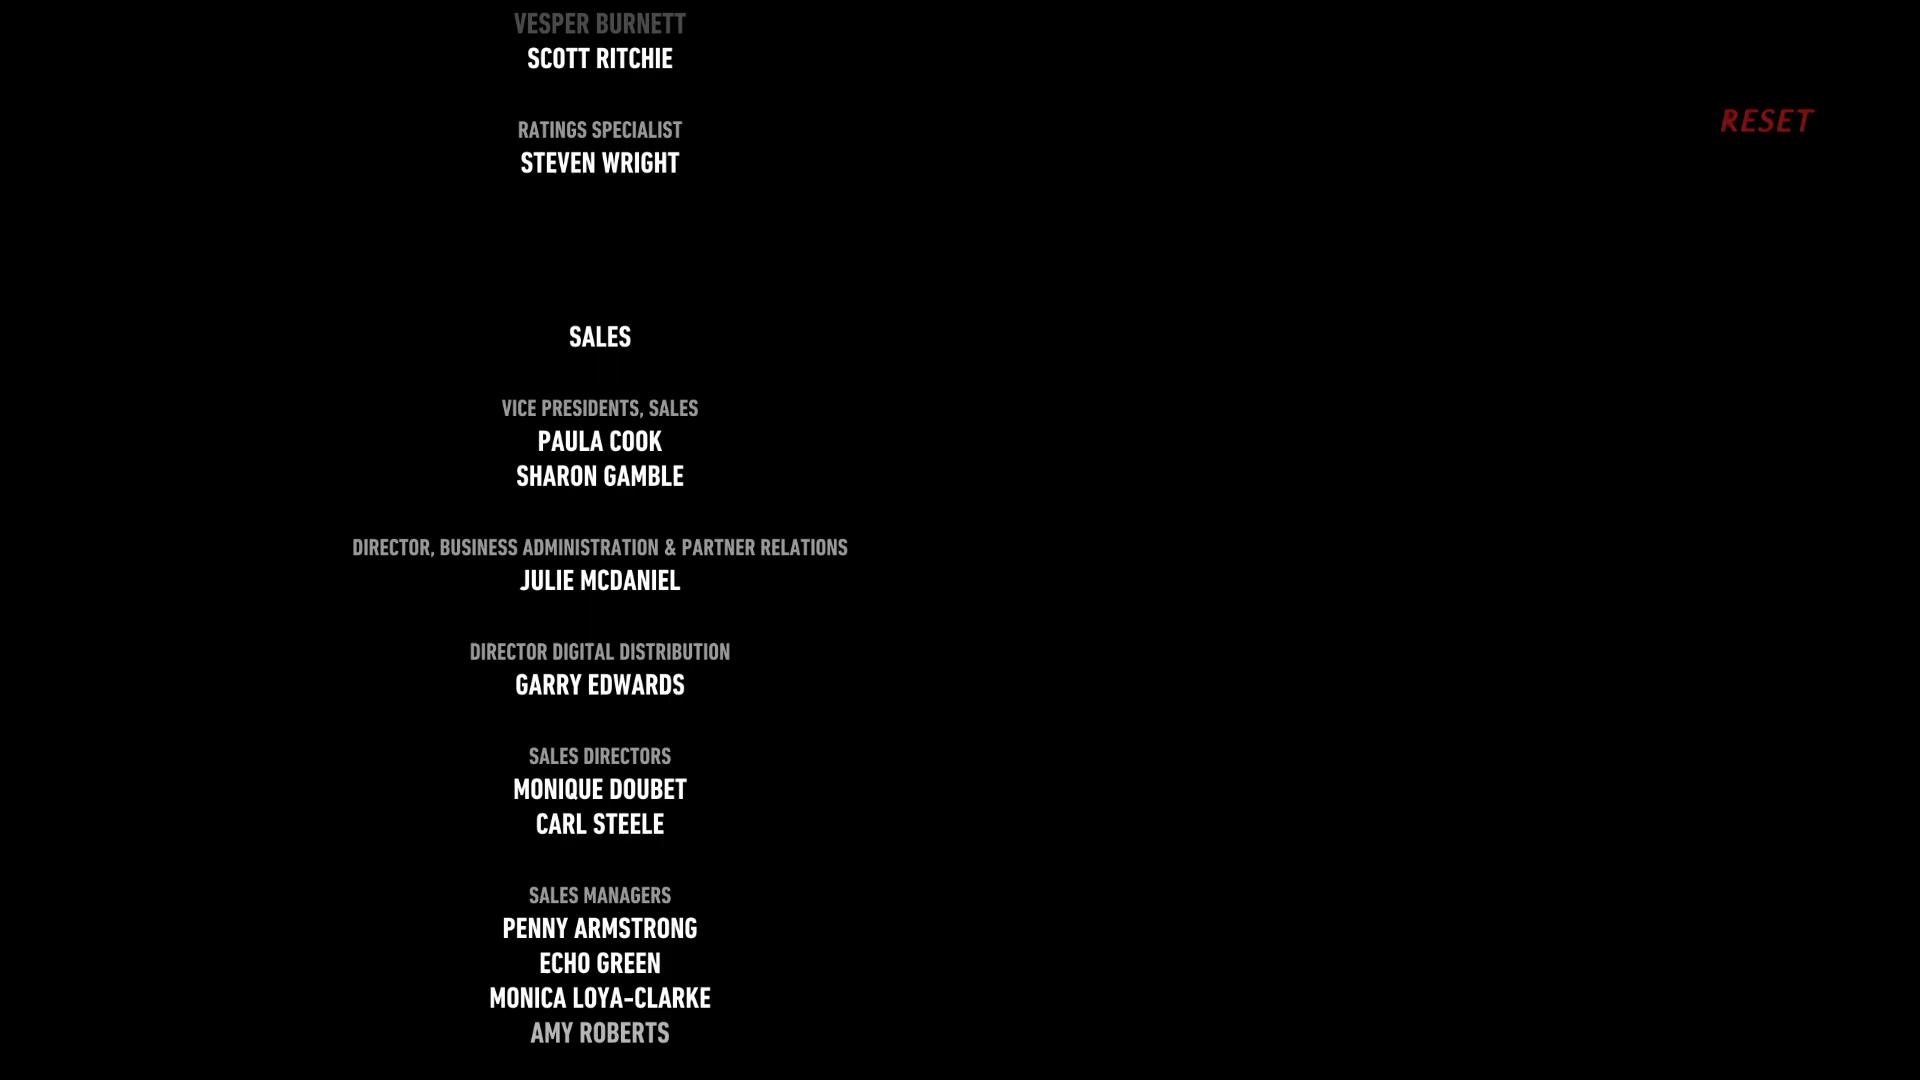 VESPER BURNETT
SCOTT RITCHIE
RATINGS SPECIALIST
STEVEN WRIGHT
RESET
SALES
VICE PRESIDENTS, SALES
PAULA COOK
SHARON GAMBLE
DIRECTOR, BUSINESS ADMINISTRATION & PARTNER RELATIONS
JULIE MCDANIEL
DIRECTOR DIGITAL DISTRIBUTION
GARRY EDWARDS
SALES DIRECTORS
MONIQUE DOUBET
CARL STEELE
SALES MANAGERS
PENNY ARMSTRONG
ECHO GREEN
MONICA LOYA-CLARKE
AMY ROBERTS